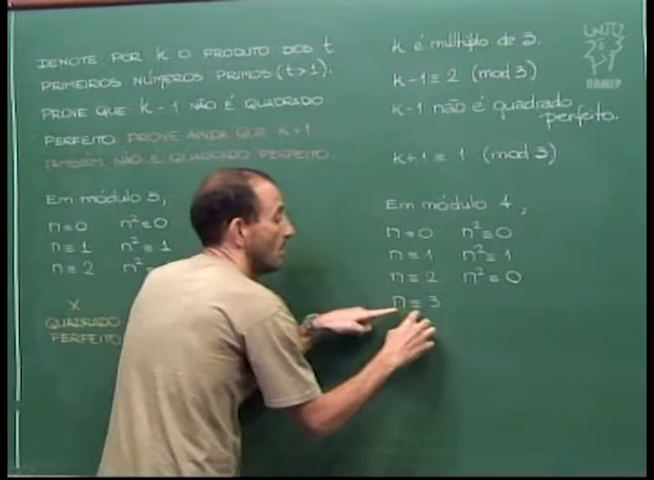 DENOTE POR k O PRODUTO DOS t
PRIMEIROS NÚMEROS PRIMOS (t>1).
PROVE QUE k-1 NÃO É QUADRADO
PERFEITO. PROVE AINDA QUE k+1
TAMBÉM NÃO É QUADRADO PERFEITO.
Em módulo 3,
n≡0 n²≡0
n≡1 n²≡1
n≡2 n²≡
X
QUADRADO
PERFEITO
k é múltiplo de 3.
k-1≡2 (mod 3)
k-1 não é quadrado
perfeito.
k+1≡1 (mod 3)
Em módulo 4,
n≡0 n²≡0
n≡1 n²≡1
n≡2 n²≡0
n≡3